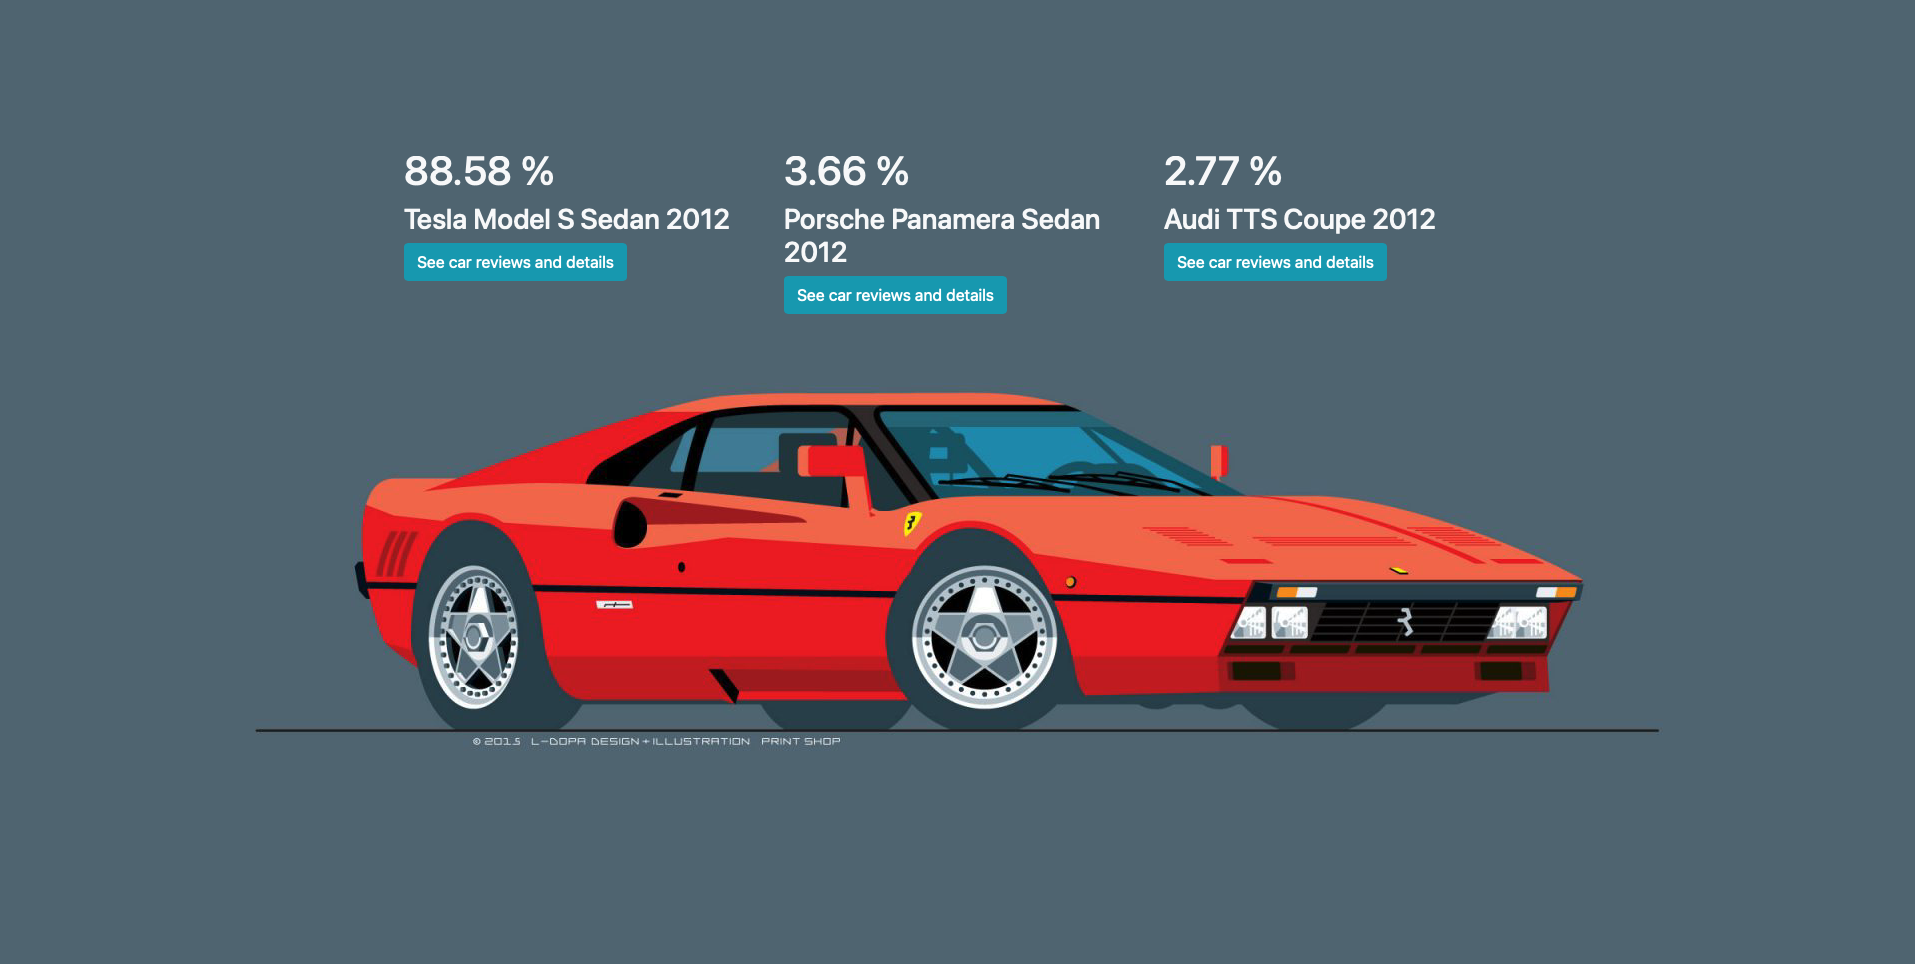 88.58 %
Tesla Model S Sedan 2012
See car reviews and details
3.66 %
Porsche Panamera Sedan
2012
See car reviews and details
2.77 %
Audi TTS Coupe 2012
See car reviews and details
© 2013 L-DOPA DESIGN + ILLUSTRATION PRINT SHOP